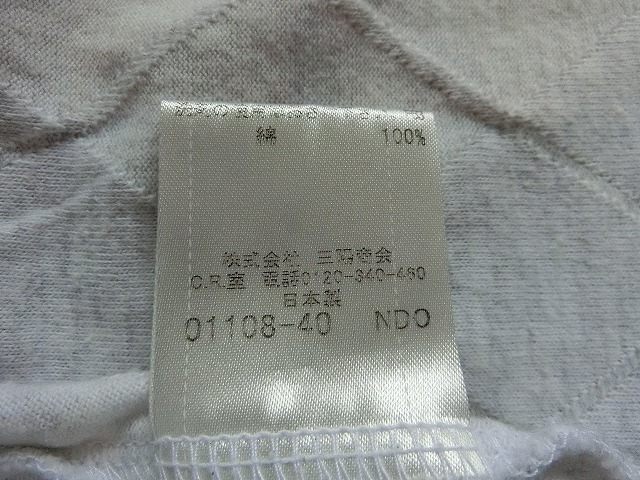 綿 100%
株式会社 三陽商会
C.R.室 電話0120-340-460
日本製
01108-40 NDO